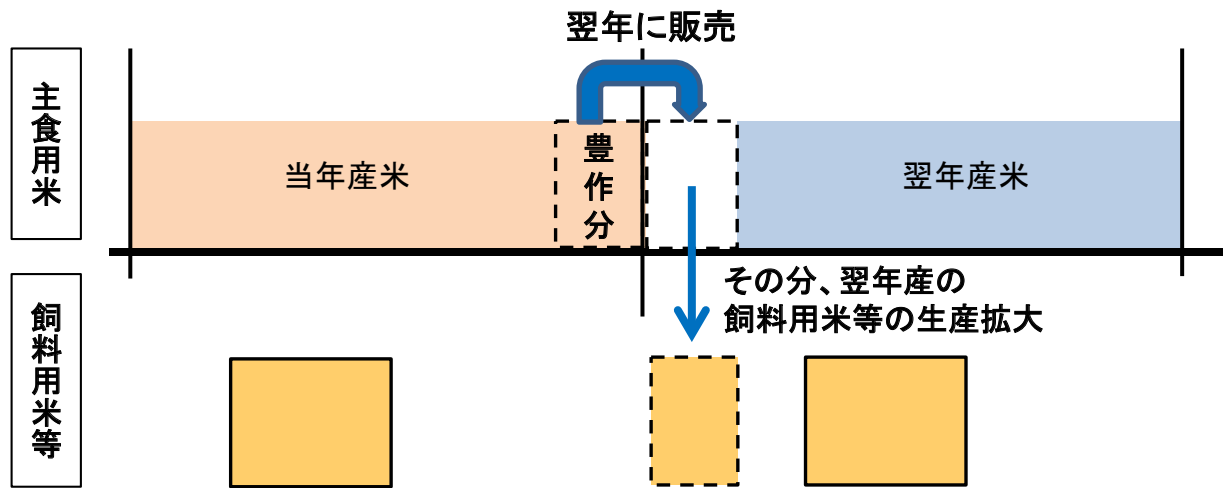 翌年に販売
主食用米
当年産米
豊作分
翌年産米
その分、翌年産の
飼料用米等の生産拡大
飼料用米等